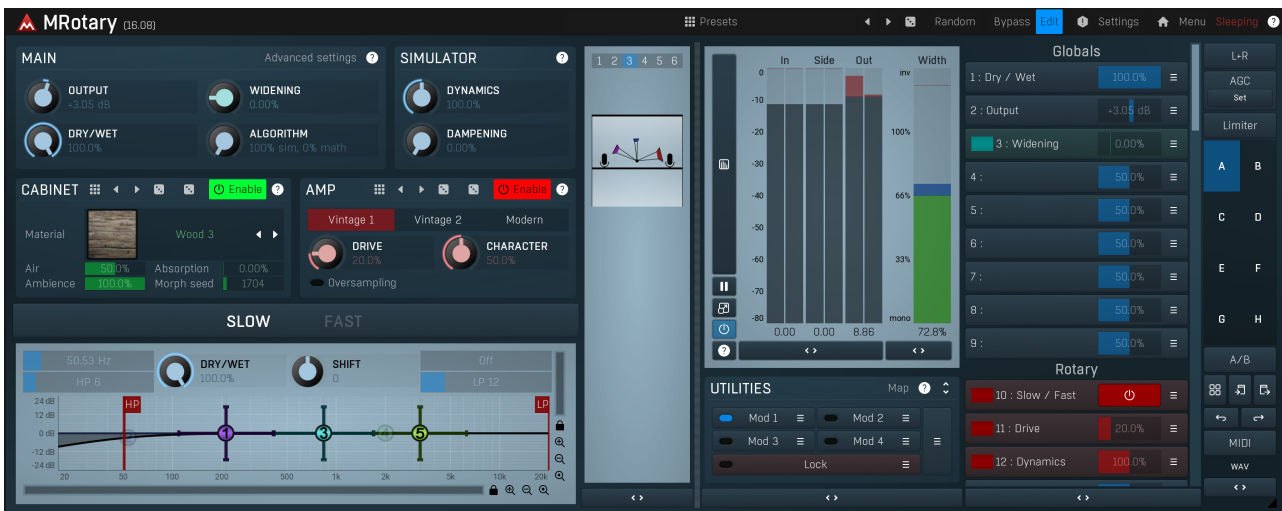 MRotary (16.08)
Presets
Random
Bypass
Edit
Settings
Menu
Sleeping
?
MAIN
Advanced settings ?
OUTPUT
+3.05 dB
WIDENING
0.00%
DRY/WET
100.0%
ALGORITHM
100% sim, 0% math
SIMULATOR ?
DYNAMICS
100.0%
DAMPENING
0.00%
CABINET
Enable ?
Material
Wood 3
Air 50.0% Absorption 0.00%
Ambience 100.0% Morph seed 1704
AMP
Enable ?
Vintage 1 Vintage 2 Modern
DRIVE
20.0%
CHARACTER
50.0%
Oversampling
SLOW FAST
50.53 Hz
HP 6
DRY/WET
100.0%
SHIFT
0
Off
LP 12
24 dB
12 dB
0 dB
-12 dB
-24 dB
HP
1
3
4
5
LP
20 50 100 200 500 1k 2k 5k 10k 20k
1 2 3 4 5 6
In Side Out Width
0
-10
-20
-30
-40
-50
-60
-70
-80
inv
100%
66%
33%
mono
0.00 0.00 8.86 72.8%
?
UTILITIES
Map ?
Mod 1 Mod 2
Mod 3 Mod 4
Lock
Globals
1 : Dry / Wet 100.0%
2 : Output +3.05 dB
3 : Widening 0.00%
4 : 50.0%
5 : 50.0%
6 : 50.0%
7 : 50.0%
8 : 50.0%
9 : 50.0%
Rotary
10 : Slow / Fast
11 : Drive 20.0%
12 : Dynamics 100.0%
L+R
AGC
Set
Limiter
A B
C D
E F
G H
A/B
MIDI
WAV